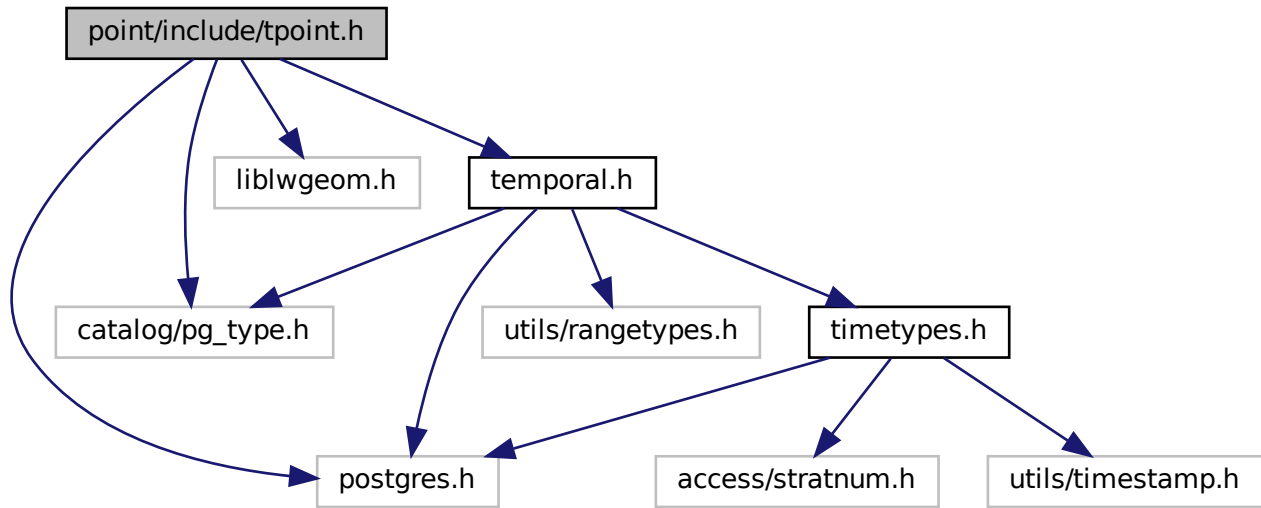 point/include/tpoint.h
liblwgeom.h
temporal.h
catalog/pg_type.h
utils/rangetypes.h
timetypes.h
postgres.h
access/stratnum.h
utils/timestamp.h